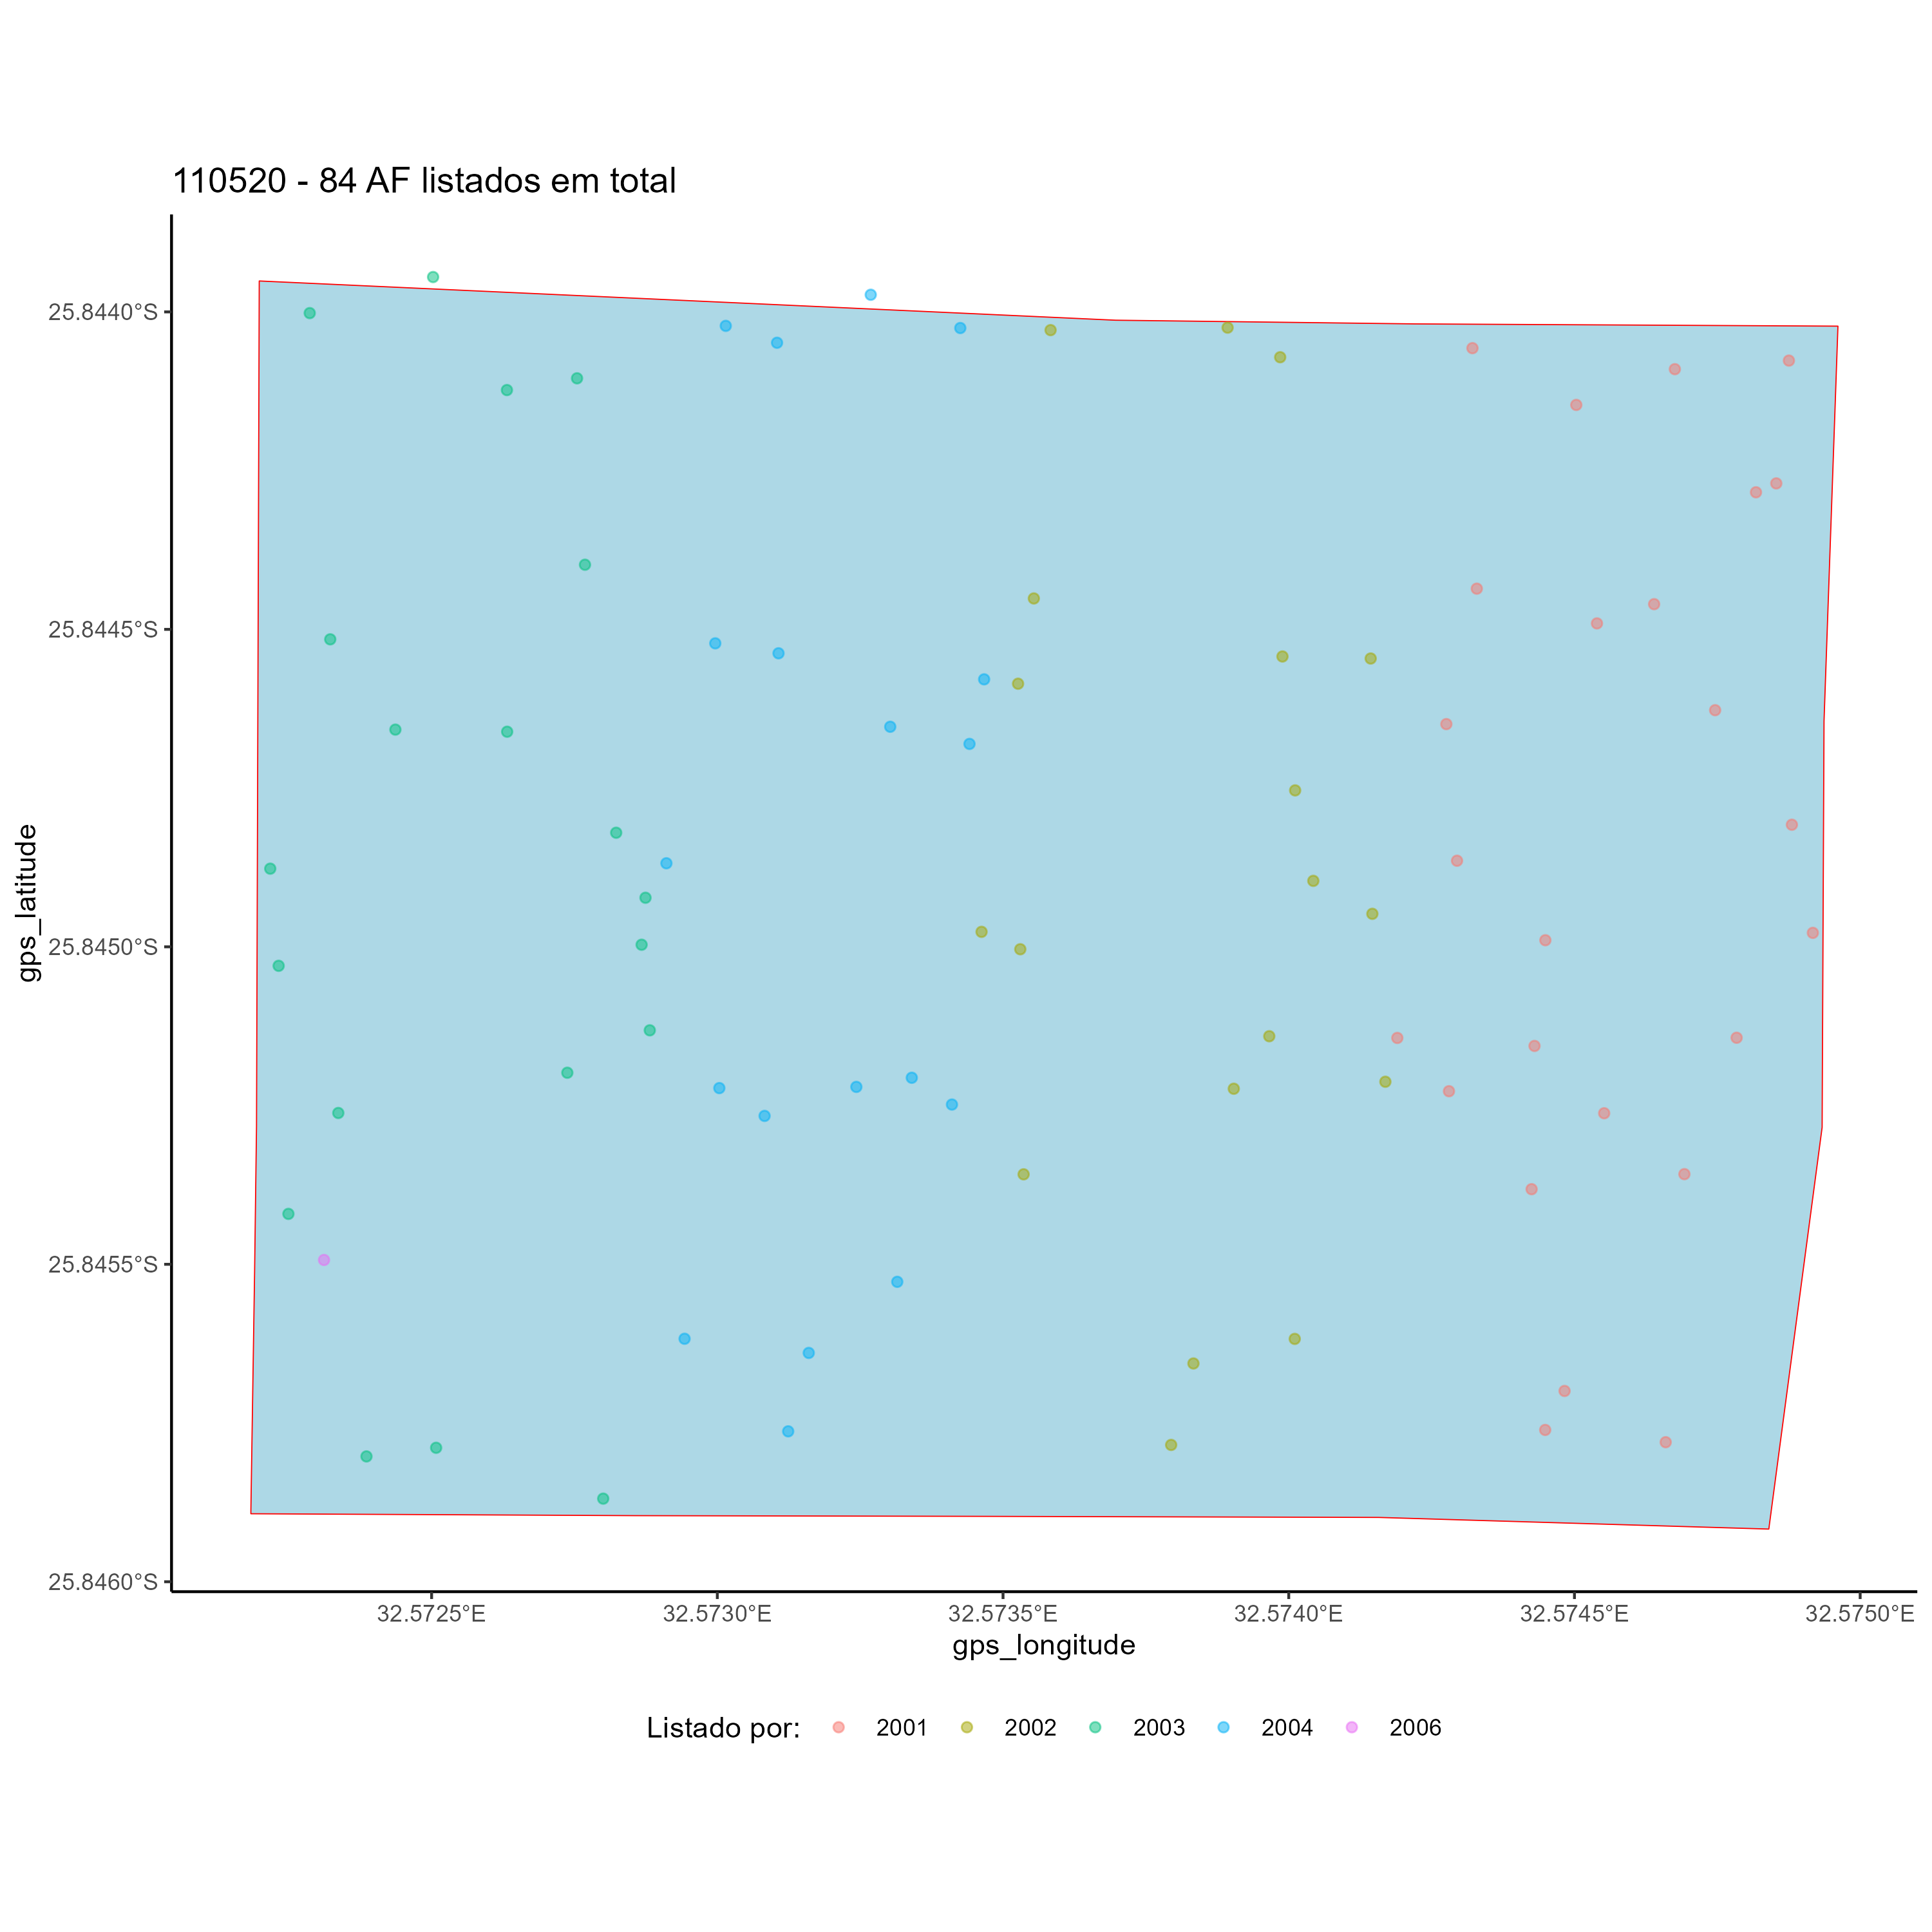 110520 - 84 AF listados em total
25.8440°S
25.8445°S
25.8450°S
25.8455°S
25.8460°S
gps_latitude
32.5725°E 32.5730°E 32.5735°E 32.5740°E 32.5745°E 32.5750°E
gps_longitude
Listado por: 2001 2002 2003 2004 2006